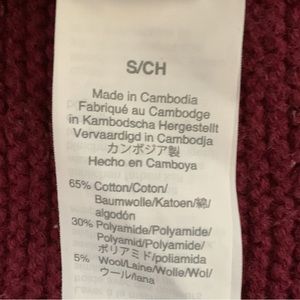 S/CH
Made in Cambodia
Fabriqué au Cambodge
in Kambodscha Hergestellt
Vervaardigd in Cambodja
カンボジア製
Hecho en Camboya
65% Cotton/Coton/
Baumwolle/Katoen/綿/
algodón
30% Polyamide/Polyamide/
Polyamid/Polyamide/
ポリアミド/poliamida
5% Wool/Laine/Wolle/Wol/
ウール/lana